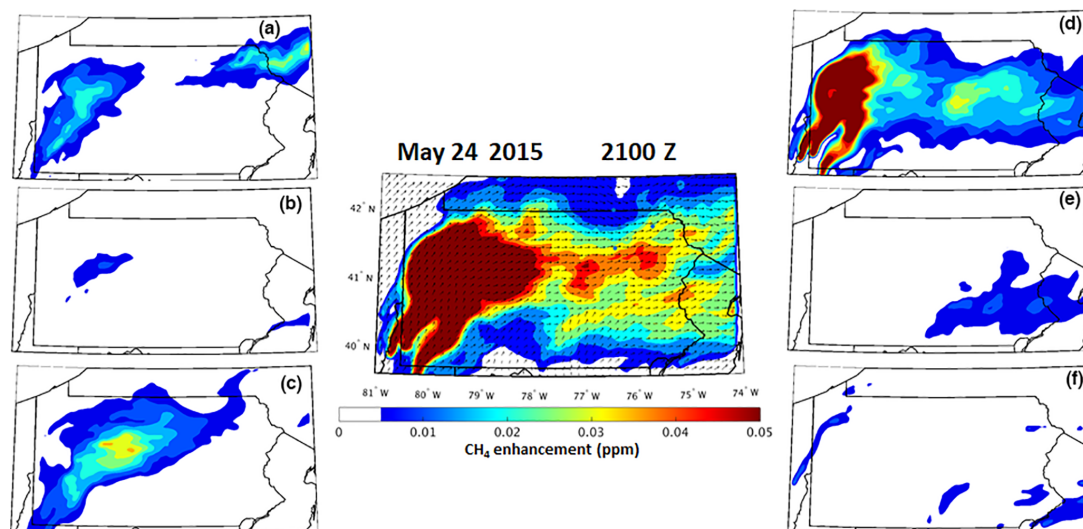 (a)
(d)
May 24 2015 2100 Z
(b)
(e)
42° N
41° N
40° N
(c)
(f)
81° W 80° W 79° W 78° W 77° W 76° W 75° W 74° W
0 0.01 0.02 0.03 0.04 0.05
CH₄ enhancement (ppm)